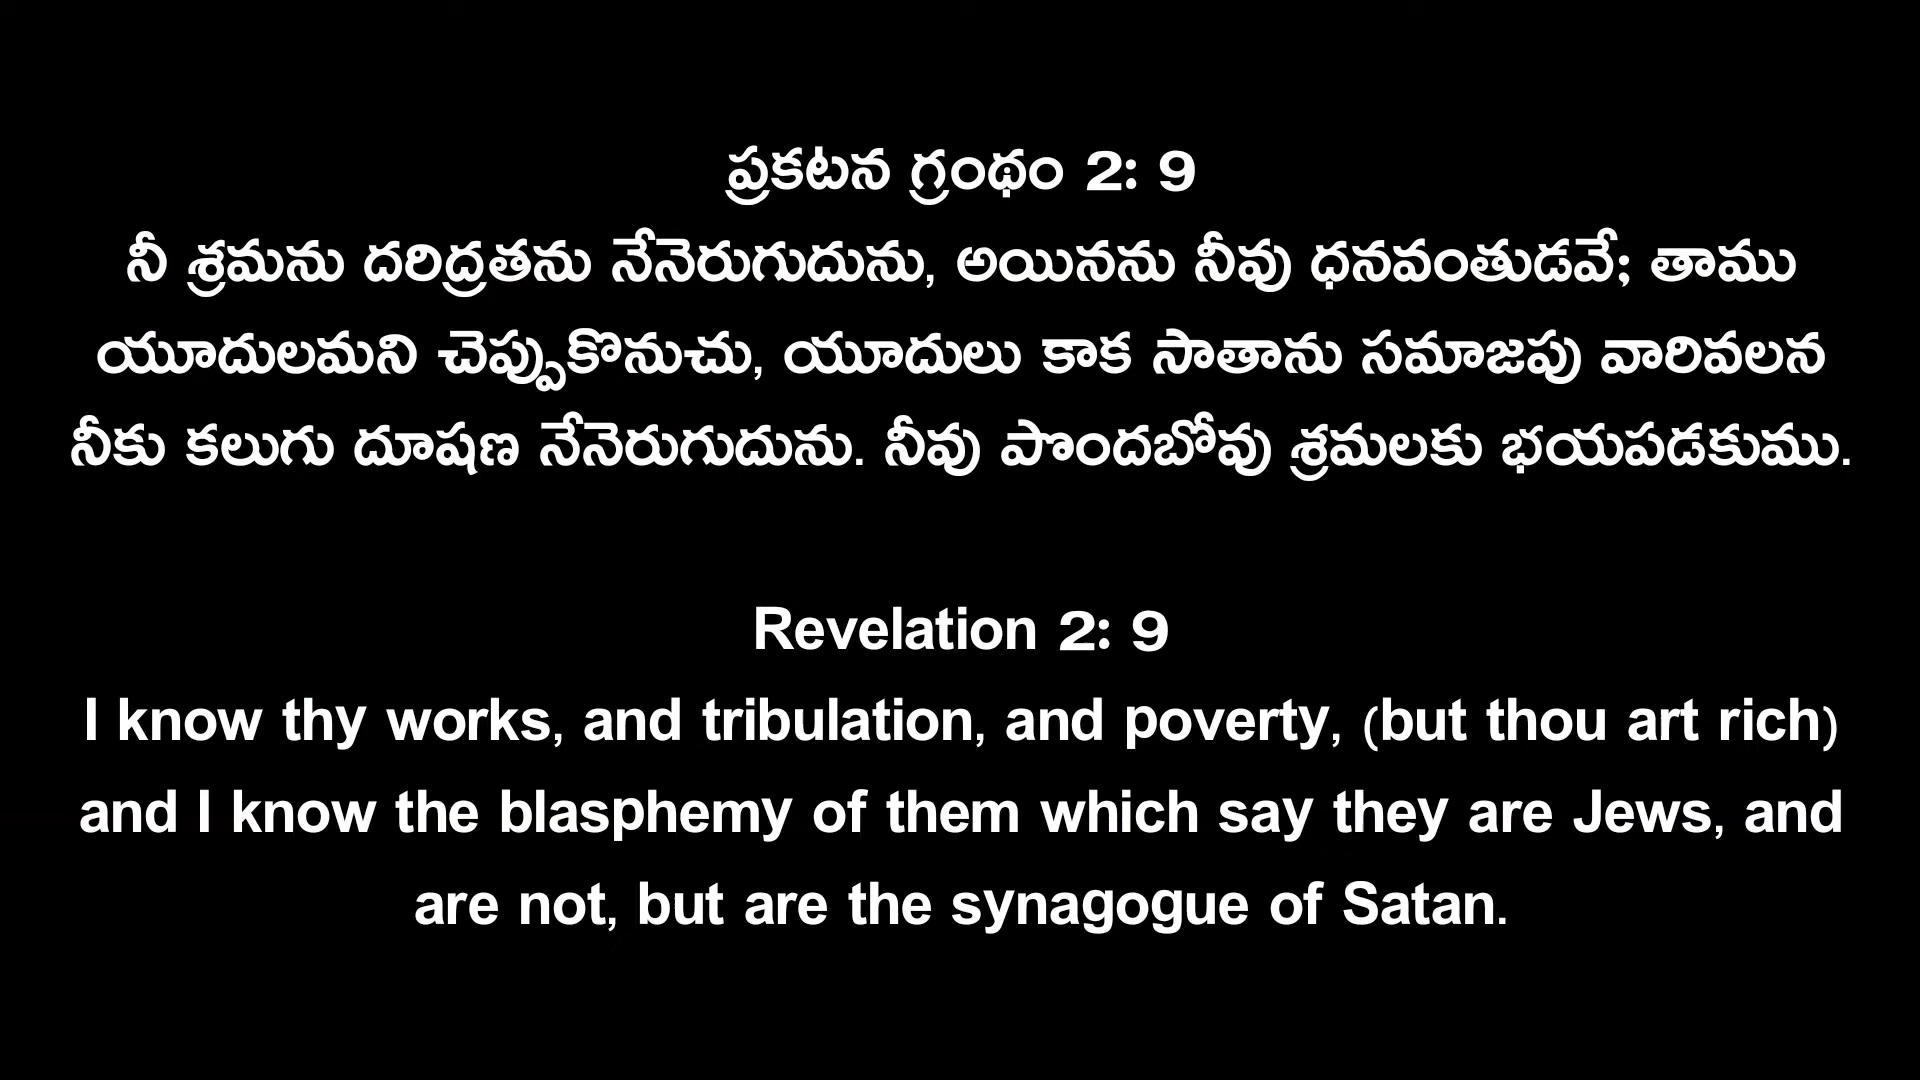 ప్రకటన గ్రంథం 2: 9
నీ శ్రమను దరిద్రతను నేనెరుగుదును, అయినను నీవు ధనవంతుడవే; తాము
యూదులమని చెప్పుకొనుచు, యూదులు కాక సాతాను సమాజపు వారివలన
నీకు కలుగు దూషణ నేనెరుగుదును. నీవు పొందబోవు శ్రమలకు భయపడకుము.
Revelation 2: 9
I know thy works, and tribulation, and poverty, (but thou art rich)
and I know the blasphemy of them which say they are Jews, and
are not, but are the synagogue of Satan.